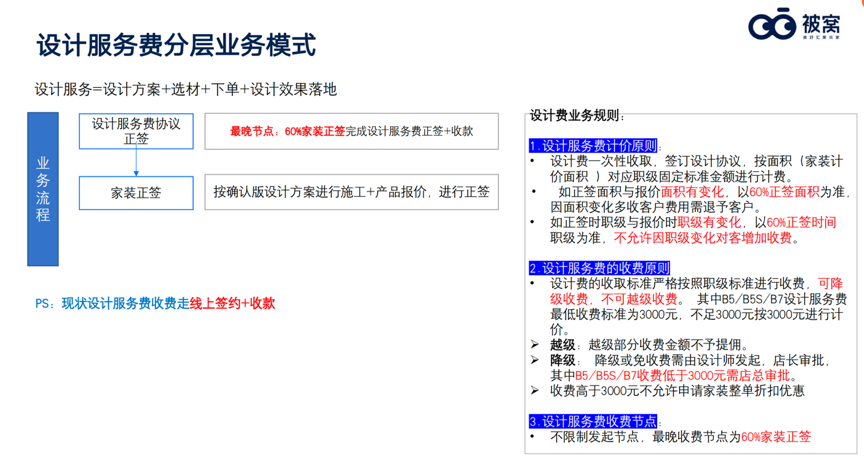 设计服务费分层业务模式
被窝
设计服务=设计方案+选材+下单+设计效果落地
业务流程
设计服务费协议
正签
最晚节点：60%家装正签完成设计服务费正签+收款
家装正签
按确认版设计方案进行施工+产品报价，进行正签
PS：现状设计服务费收费走线上签约+收款
设计费业务规则：
1.设计服务费计价原则：
• 设计费一次性收取，签订设计协议，按面积（家装计
价面积 ）对应职级固定标准金额进行计费。
• 如正签面积与报价面积有变化，以60%正签面积为准，
因面积变化多收客户费用需退予客户。
• 如正签时职级与报价时职级有变化，以60%正签时间
职级为准，不允许因职级变化对客增加收费。
2.设计服务费的收费原则
• 设计费的收取标准严格按照职级标准进行收费，可降
级收费，不可越级收费。 其中B5/B5S/B7设计服务费
最低收费标准为3000元，不足3000元按3000元进行计
价。
➢ 越级：越级部分收费金额不予提佣。
➢ 降级： 降级或免收费需由设计师发起，店长审批，
其中B5/B5S/B7收费低于3000元需店总审批。
➢ 收费高于3000元不允许申请家装整单折扣优惠
3.设计服务费收费节点：
• 不限制发起节点，最晚收费节点为60%家装正签